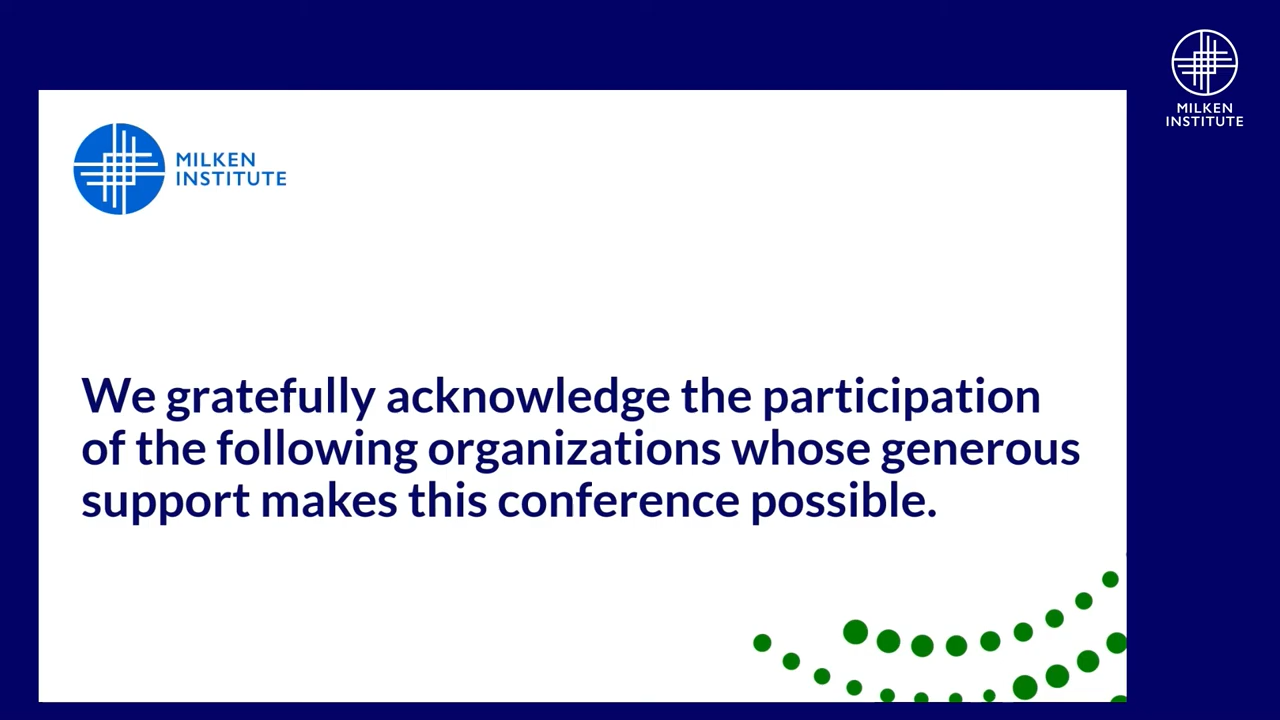 MILKEN
INSTITUTE
MILKEN
INSTITUTE
We gratefully acknowledge the participation
of the following organizations whose generous
support makes this conference possible.